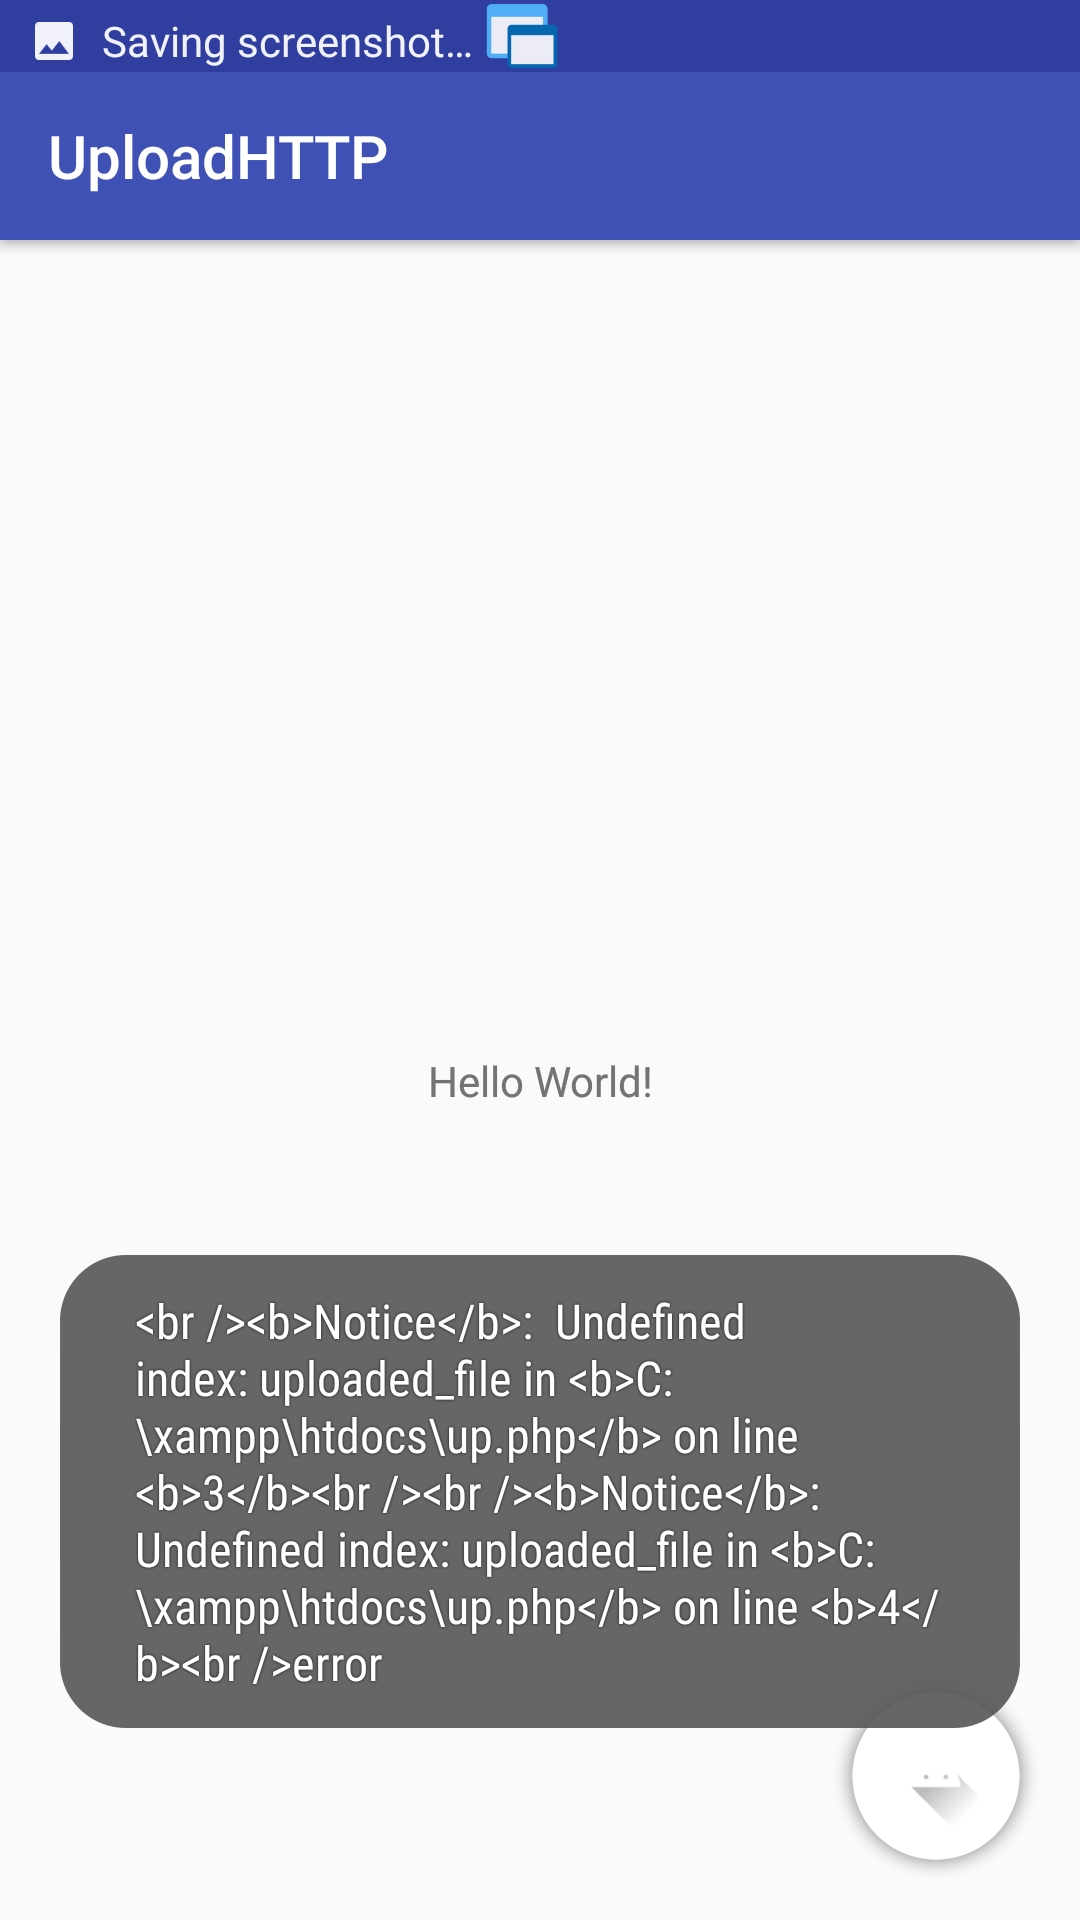 Saving screenshot...
UploadHTTP
Hello World!
<br /><b>Notice</b>:  Undefined
index: uploaded_file in <b>C:
\xampp\htdocs\up.php</b> on line
<b>3</b><br /><br /><b>Notice</b>:
Undefined index: uploaded_file in <b>C:
\xampp\htdocs\up.php</b> on line <b>4</
b><br />error